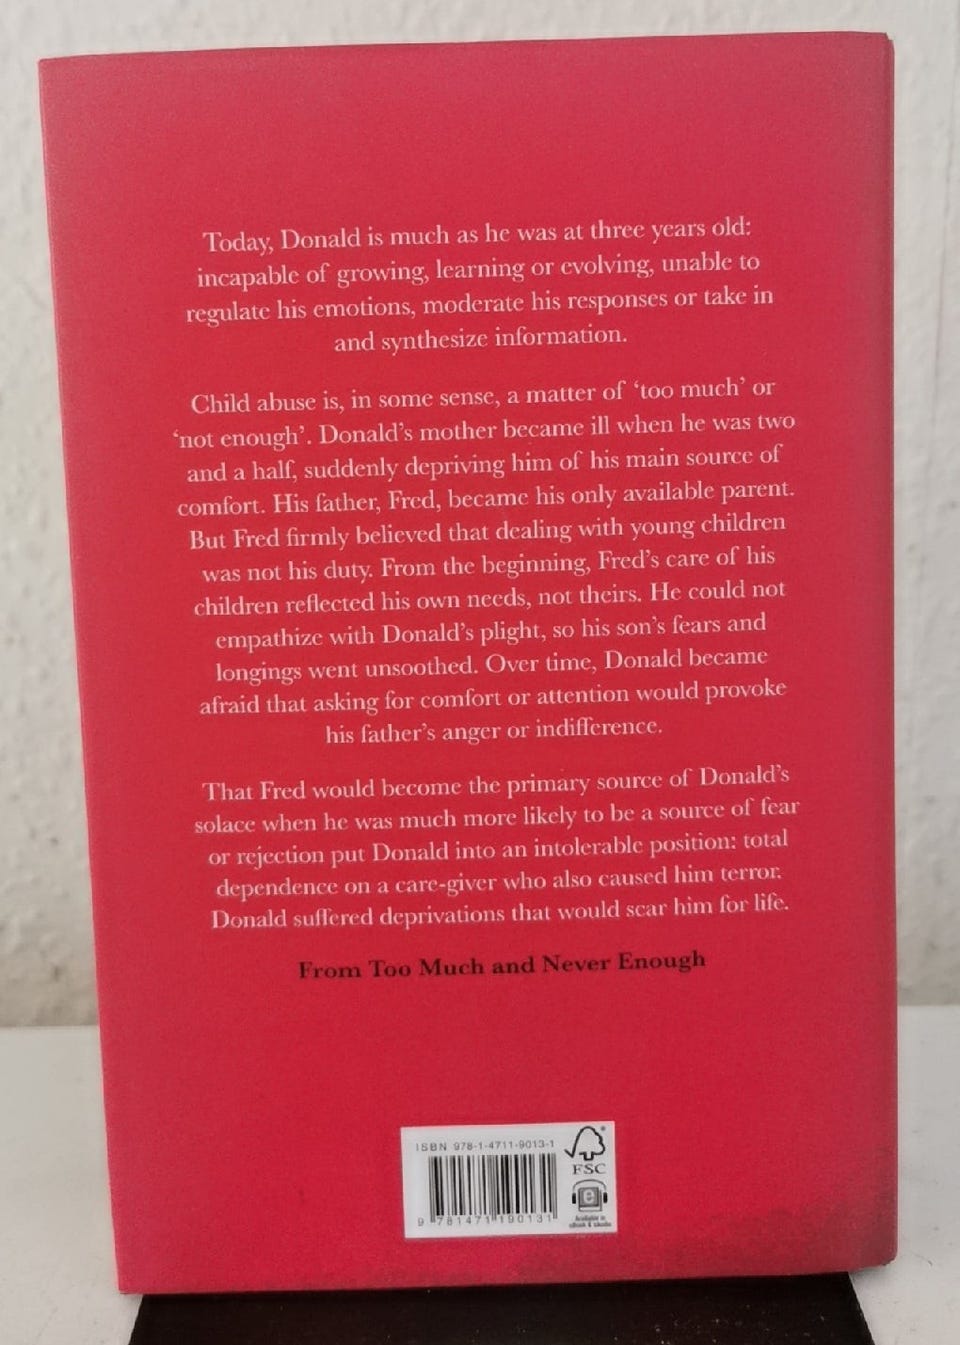 Today, Donald is much as he was at three years old:
incapable of growing, learning or evolving, unable to
regulate his emotions, moderate his responses or take in
and synthesize information.
Child abuse is, in some sense, a matter of ‘too much’ or
‘not enough’. Donald’s mother became ill when he was two
and a half, suddenly depriving him of his main source of
comfort. His father, Fred, became his only available parent.
But Fred firmly believed that dealing with young children
was not his duty. From the beginning, Fred’s care of his
children reflected his own needs, not theirs. He could not
empathize with Donald’s plight, so his son’s fears and
longings went unsoothed. Over time, Donald became
afraid that asking for comfort or attention would provoke
his father’s anger or indifference.
That Fred would become the primary source of Donald’s
solace when he was much more likely to be a source of fear
or rejection put Donald into an intolerable position: total
dependence on a care-giver who also caused him terror.
Donald suffered deprivations that would scar him for life.
From Too Much and Never Enough
ISBN 978-1-4711-9013-1
FSC
e
Available in
eBook & eAudio
9 781471 190131